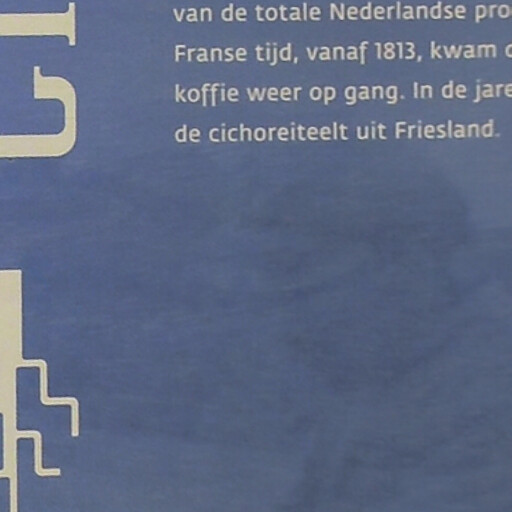 van de totale Nederlandse pro
Franse tijd, vanaf 1813, kwam
koffie weer op gang. In de jare
de cichoreiteelt uit Friesland.